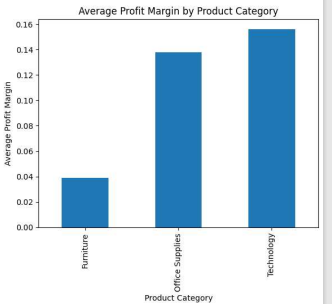 Average Profit Margin by Product Category
Average Profit Margin
0.16
0.14
0.12
0.10
0.08
0.06
0.04
0.02
0.00
Furniture
Office Supplies
Technology
Product Category